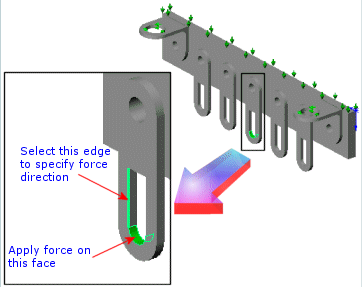 Select this edge
to specify force
direction
Apply force on
this face